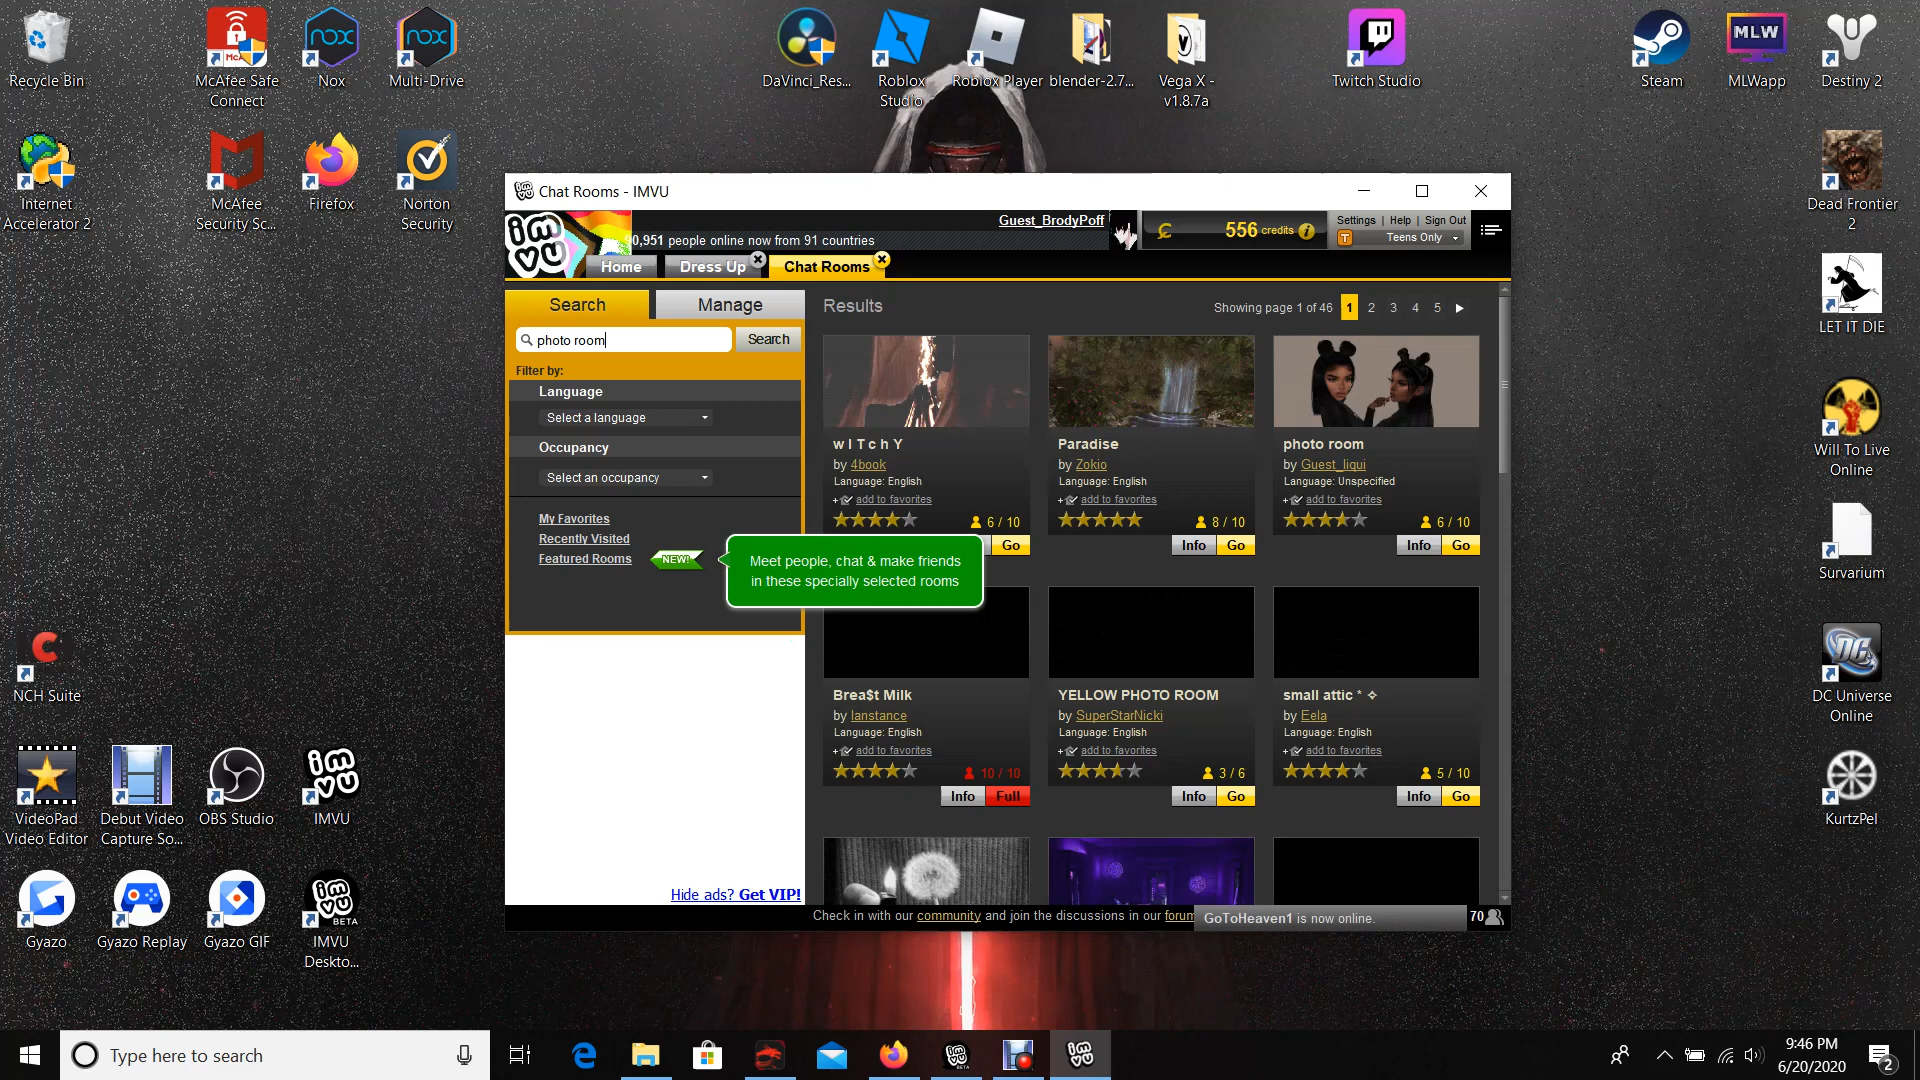 Recycle Bin
McAfee Safe
Connect
Nox
Multi-Drive
DaVinci_Res...
Roblox
Studio
Roblox Player
blender-2.7...
Vega X -
v1.8.7a
Twitch Studio
Steam
MLW
MLWapp
Destiny 2
Internet
Accelerator 2
McAfee
Security Sc...
Firefox
Norton
Security
Dead Frontier
2
LET IT DIE
Will To Live
Online
Survarium
DC Universe
Online
KurtzPel
NCH Suite
VideoPad
Video Editor
Debut Video
Capture So...
OBS Studio
IMVU
Gyazo
Gyazo Replay
Gyazo GIF
IMVU
Deskto...
Chat Rooms - IMVU
imvu
0,951 people online now from 91 countries
Guest_BrodyPoff
556 credits
Settings | Help | Sign Out
T Teens Only
Home
Dress Up
Chat Rooms
Search
Manage
photo room
Search
Filter by:
Language
Select a language
Occupancy
Select an occupancy
My Favorites
Recently Visited
Featured Rooms
NEW!
Meet people, chat & make friends
in these specially selected rooms
Hide ads? Get VIP!
Results
Showing page 1 of 46 1 2 3 4 5
w I T c h Y
by 4book
Language: English
+ add to favorites
6 / 10
Go
Paradise
by Zokio
Language: English
+ add to favorites
8 / 10
Info Go
photo room
by Guest_liqui
Language: Unspecified
+ add to favorites
6 / 10
Info Go
Brea$t Milk
by lanstance
Language: English
+ add to favorites
10 / 10
Info Full
YELLOW PHOTO ROOM
by SuperStarNicki
Language: English
+ add to favorites
3 / 6
Info Go
small attic * ✧
by Eela
Language: English
+ add to favorites
5 / 10
Info Go
Check in with our community and join the discussions in our forum
GoToHeaven1 is now online.
70
Type here to search
9:46 PM
6/20/2020
2